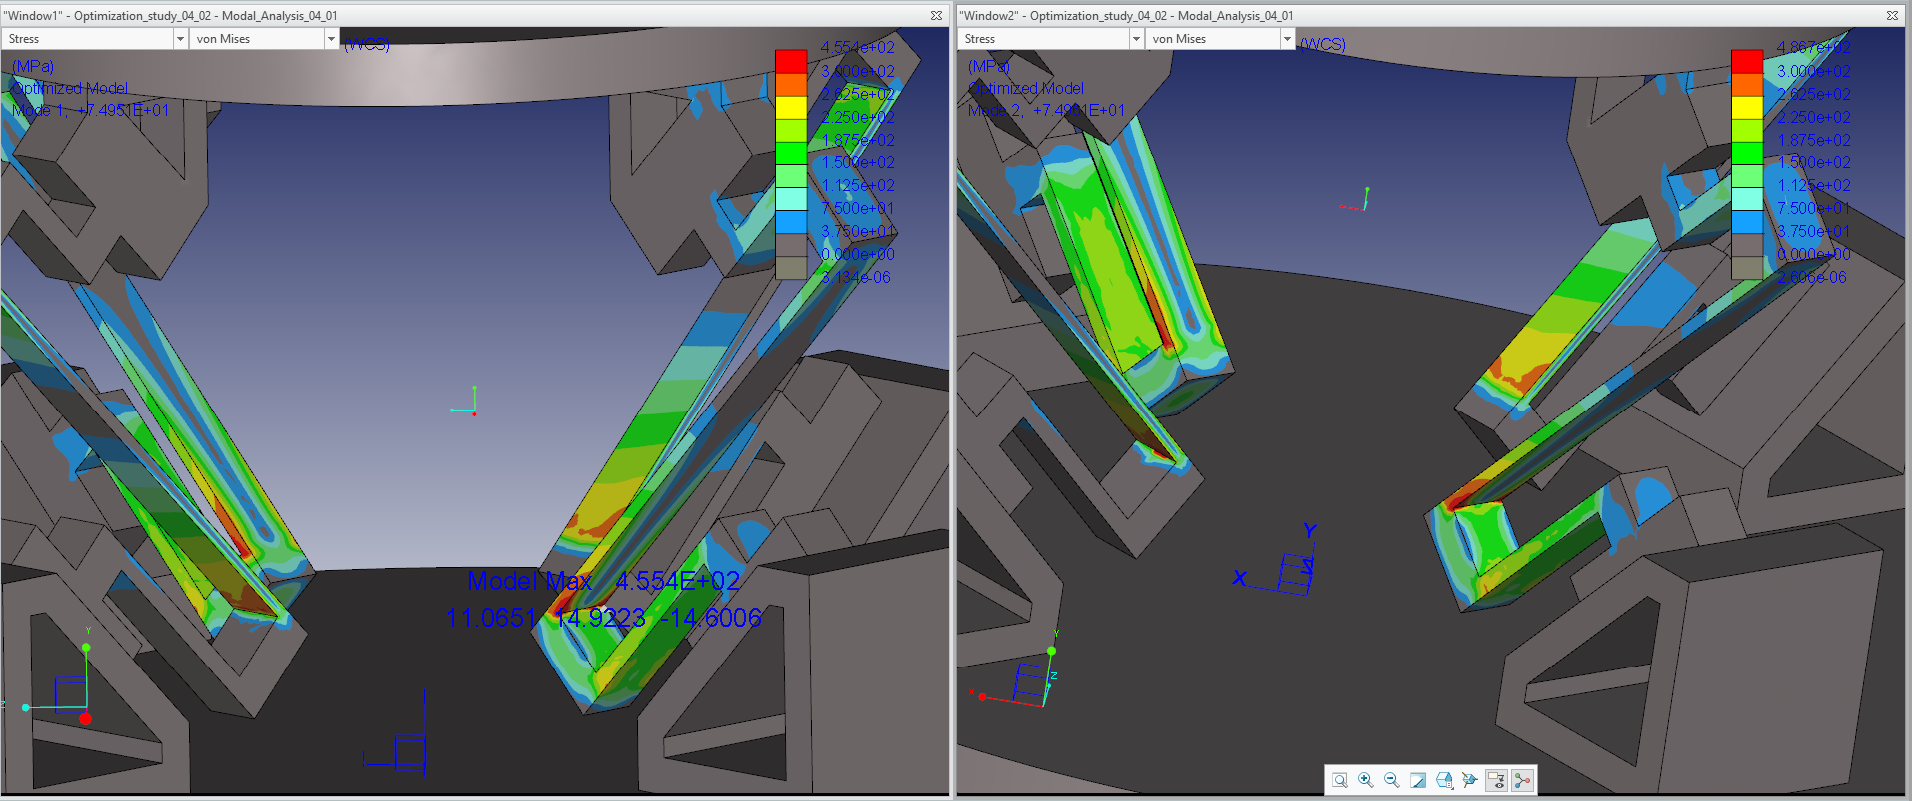 "Window1" - Optimization_study_04_02 - Modal_Analysis_04_01
Stress
von Mises
(WCS)
(MPa)
Optimized Model
Mode 1, +7.4951E+01
4.554e+02
3.000e+02
2.625e+02
2.250e+02
1.875e+02
1.500e+02
1.125e+02
7.500e+01
3.750e+01
0.000e+00
3.134e-06
Model Max 4.554E+02
11.0651 14.9223 -14.6006
Y
Z
"Window2" - Optimization_study_04_02 - Modal_Analysis_04_01
Stress
von Mises
(WCS)
(MPa)
Optimized Model
4.867e+02
3.000e+02
2.625e+02
2.250e+02
1.875e+02
1.500e+02
1.125e+02
7.500e+01
3.750e+01
0.000e+00
2.606e-06
Y
X
Y
Z
X